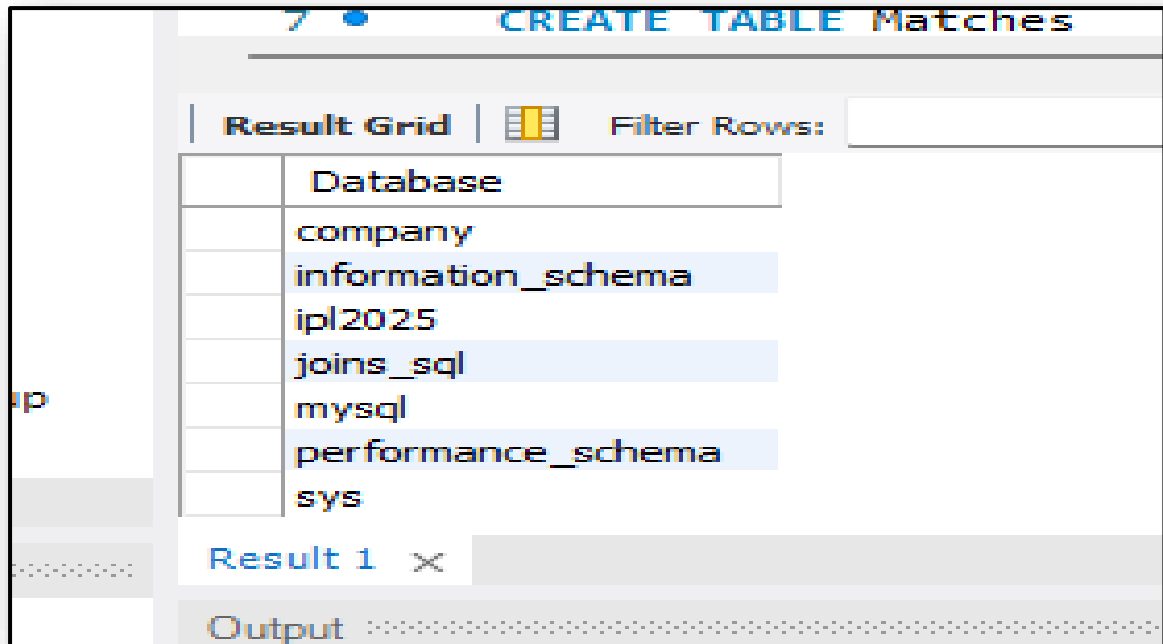 7 CREATE TABLE Matches
Result Grid Filter Rows:
Database
company
information_schema
ipl2025
joins_sql
mysql
performance_schema
sys
up
Result 1
Output